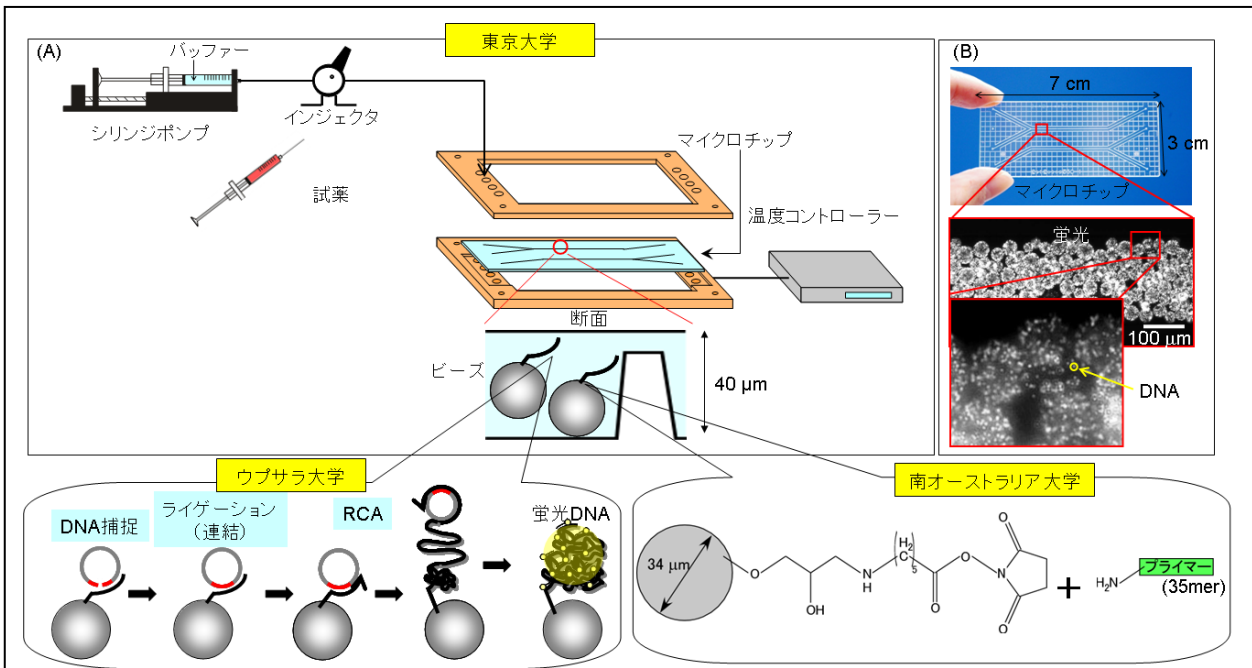 (A)
東京大学
バッファー
シリンジポンプ
インジェクタ
試薬
マイクロチップ
温度コントローラー
断面
ビーズ
40 μm
(B)
7 cm
3 cm
マイクロチップ
蛍光
100 μm
DNA
ウプサラ大学
DNA捕捉
ライゲーション
（連結）
RCA
蛍光DNA
南オーストラリア大学
34 μm
O
OH
N
H
H2
C
5
O
O
N
O
O
+
H2N
プライマー
(35mer)